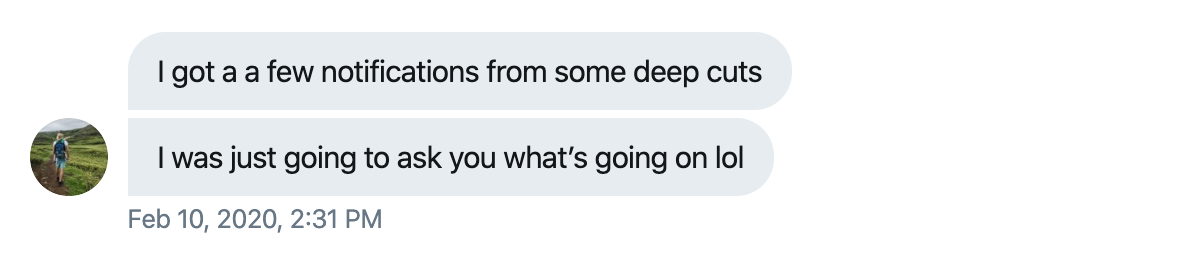 I got a a few notifications from some deep cuts
I was just going to ask you what’s going on lol
Feb 10, 2020, 2:31 PM